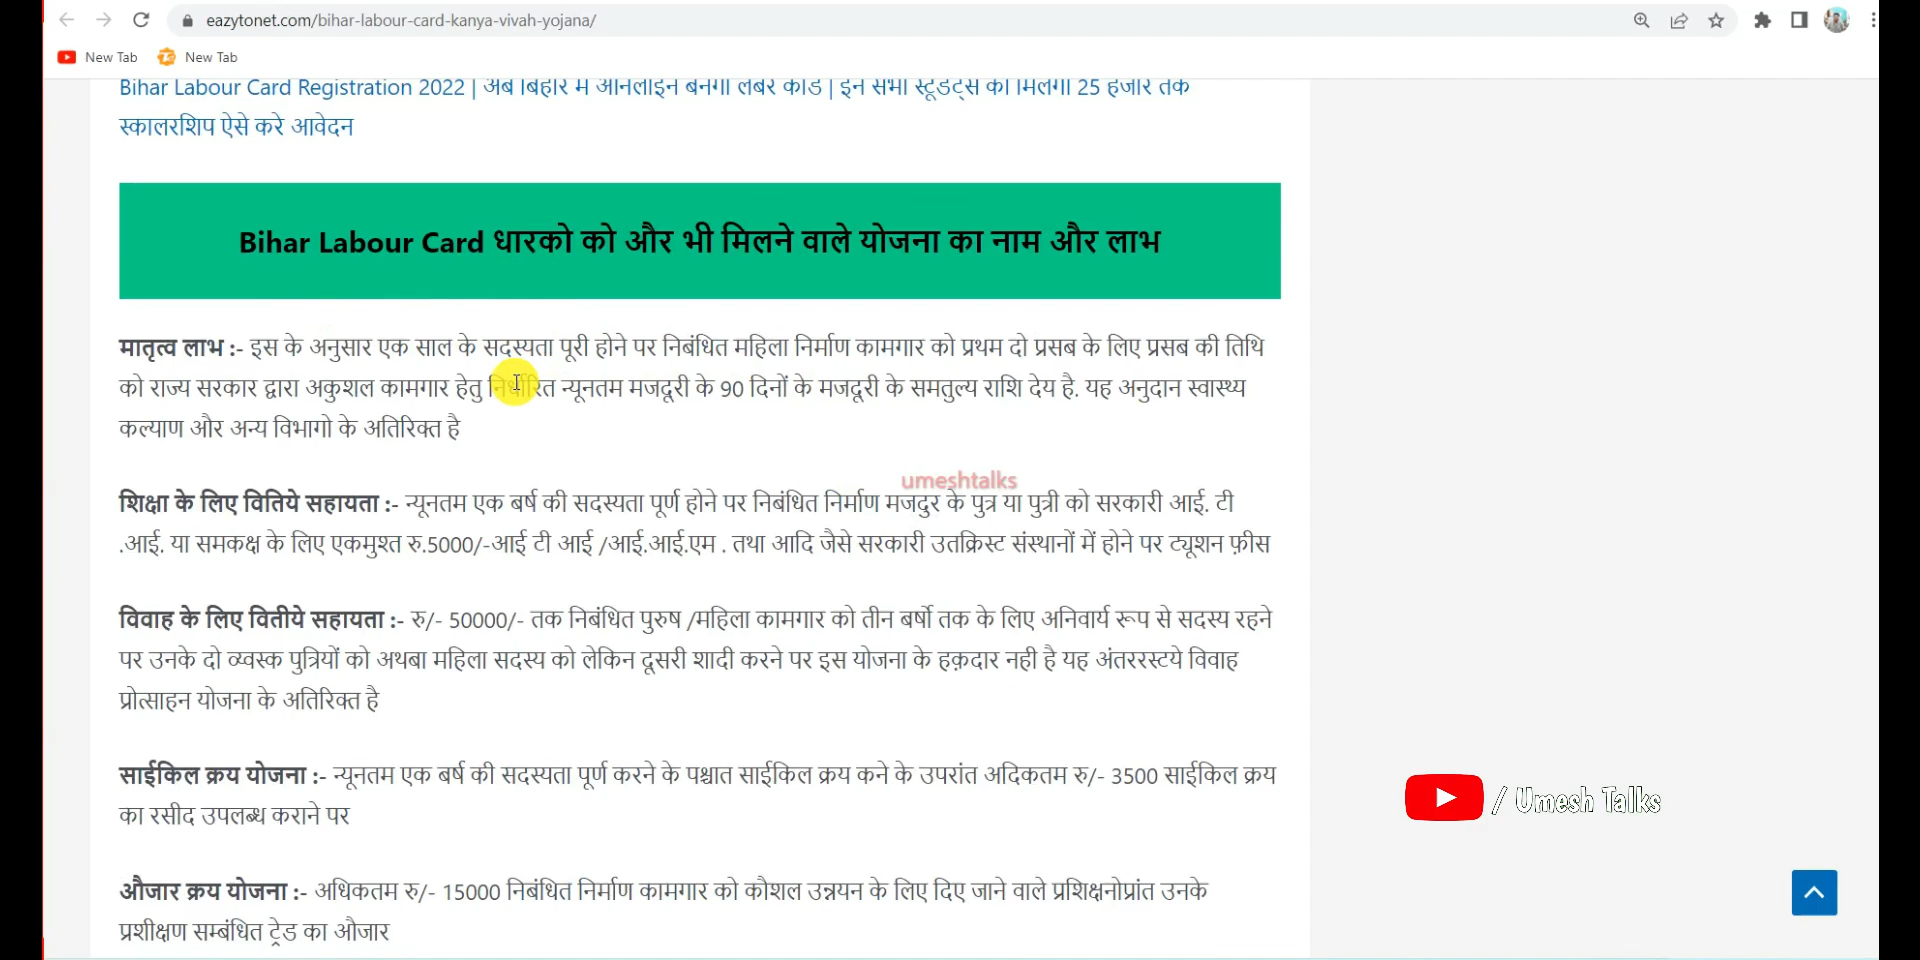 eazytonet.com/bihar-labour-card-kanya-vivah-yojana/
New Tab
New Tab
Bihar Labour Card Registration 2022 | अब बिहार में ऑनलाइन बनेगा लेबर कार्ड | इन सभी स्टूडेंट्स को मिलेगा 25 हजार तक
स्कालरशिप ऐसे करे आवेदन
Bihar Labour Card धारको को और भी मिलने वाले योजना का नाम और लाभ
मातृत्व लाभ :- इस के अनुसार एक साल के सदस्यता पूरी होने पर निबंधित महिला निर्माण कामगार को प्रथम दो प्रसब के लिए प्रसब की तिथि
को राज्य सरकार द्वारा अकुशल कामगार हेतु निर्धारित न्यूनतम मजदूरी के 90 दिनों के मजदूरी के समतुल्य राशि देय है. यह अनुदान स्वास्थ्य
कल्याण और अन्य विभागो के अतिरिक्त है
umeshtalks
शिक्षा के लिए वितिये सहायता :- न्यूनतम एक बर्ष की सदस्यता पूर्ण होने पर निबंधित निर्माण मजदुर के पुत्र या पुत्री को सरकारी आई. टी
.आई. या समकक्ष के लिए एकमुश्त रु.5000/-आई टी आई /आई.आई.एम . तथा आदि जैसे सरकारी उतक्रिस्ट संस्थानों में होने पर ट्यूशन फ़ीस
विवाह के लिए वितीये सहायता :- रु/- 50000/- तक निबंधित पुरुष /महिला कामगार को तीन बर्षो तक के लिए अनिवार्य रूप से सदस्य रहने
पर उनके दो व्यस्क पुत्रियों को अथबा महिला सदस्य को लेकिन दूसरी शादी करने पर इस योजना के हक़दार नही है यह अंतररस्टये विवाह
प्रोत्साहन योजना के अतिरिक्त है
साईकिल क्रय योजना :- न्यूनतम एक बर्ष की सदस्यता पूर्ण करने के पश्चात साईकिल क्रय कने के उपरांत अदिकतम रु/- 3500 साईकिल क्रय
का रसीद उपलब्ध कराने पर
/ Umesh Talks
औजार क्रय योजना :- अधिकतम रु/- 15000 निबंधित निर्माण कामगार को कौशल उन्नयन के लिए दिए जाने वाले प्रशिक्षनोप्रांत उनके
प्रशीक्षण सम्बंधित ट्रेड का औजार